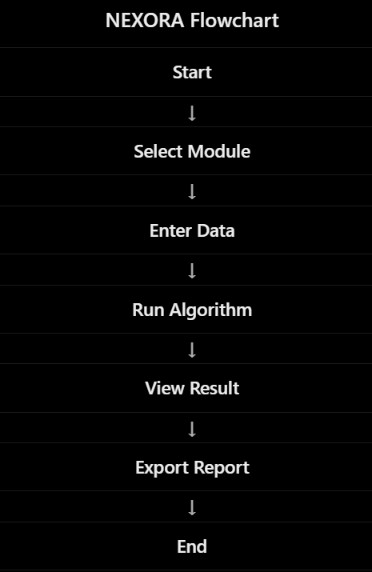 NEXORA Flowchart
Start
↓
Select Module
↓
Enter Data
↓
Run Algorithm
↓
View Result
↓
Export Report
↓
End